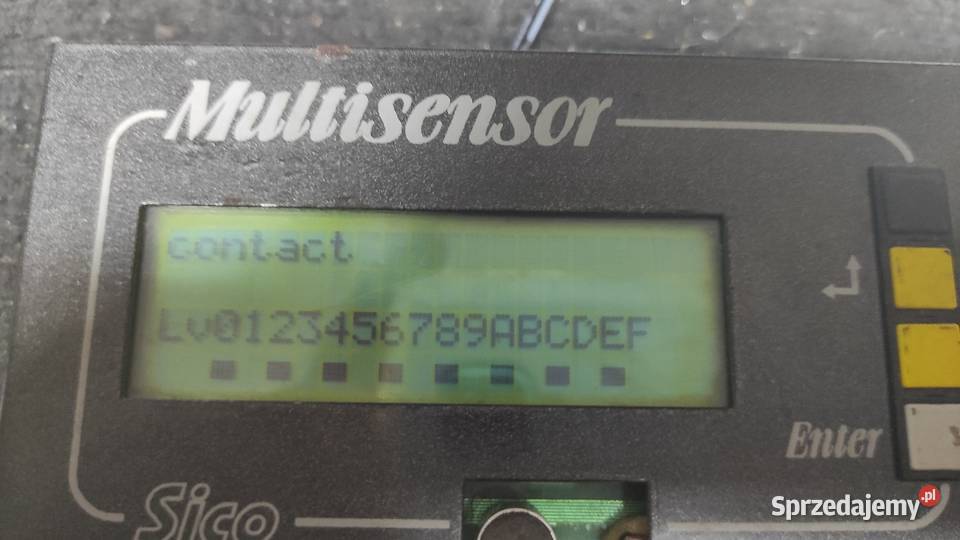 Multisensor
contact
Lv0123456789ABCDEF
Enter
Sico
Sprzedajemy.pl